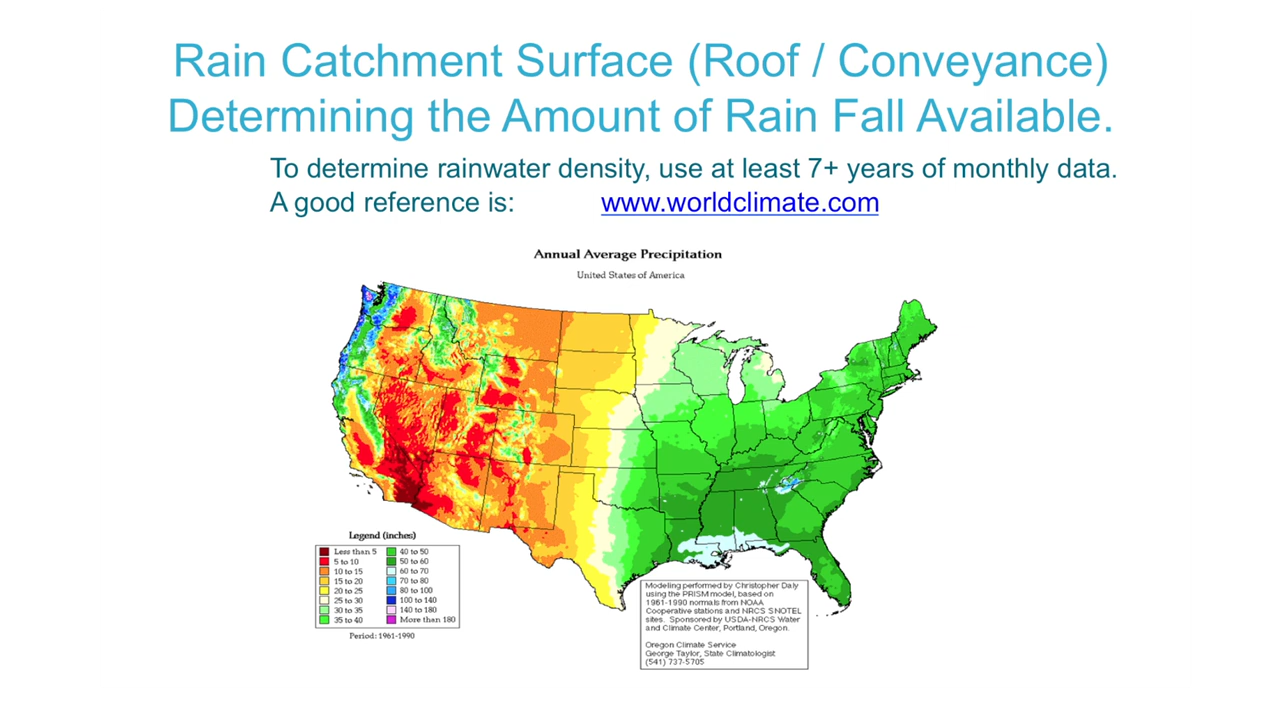 Rain Catchment Surface (Roof / Conveyance)
Determining the Amount of Rain Fall Available.
To determine rainwater density, use at least 7+ years of monthly data.
A good reference is: www.worldclimate.com
Annual Average Precipitation
United States of America
Legend (inches)
Less than 5
5 to 10
10 to 15
15 to 20
20 to 25
25 to 30
30 to 35
35 to 40
40 to 50
50 to 60
60 to 70
70 to 80
80 to 100
100 to 140
140 to 180
More than 180
Period: 1961-1990
Modeling performed by Christopher Daly
using the PRISM model, based on
1961-1990 normals from NOAA
Cooperative stations and NRCS SNOTEL
sites. Sponsored by USDA-NRCS Water
and Climate Center, Portland, Oregon.
Oregon Climate Service
George Taylor, State Climatologist
(541) 737-5705